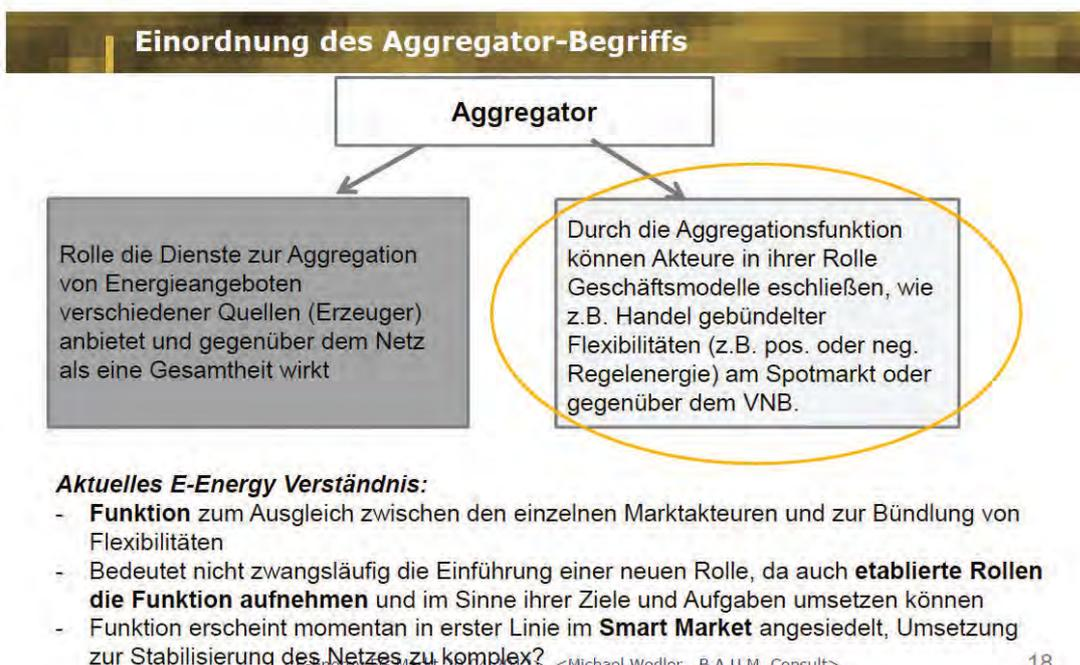 Einordnung des Aggregator-Begriffs
Aggregator
Rolle die Dienste zur Aggregation
von Energieangeboten
verschiedener Quellen (Erzeuger)
anbietet und gegenüber dem Netz
als eine Gesamtheit wirkt
Durch die Aggregationsfunktion
können Akteure in ihrer Rolle
Geschäftsmodelle eschließen, wie
z.B. Handel gebündelter
Flexibilitäten (z.B. pos. oder neg.
Regelenergie) am Spotmarkt oder
gegenüber dem VNB.
Aktuelles E-Energy Verständnis:
- Funktion zum Ausgleich zwischen den einzelnen Marktakteuren und zur Bündlung von
Flexibilitäten
- Bedeutet nicht zwangsläufig die Einführung einer neuen Rolle, da auch etablierte Rollen
die Funktion aufnehmen und im Sinne ihrer Ziele und Aufgaben umsetzen können
- Funktion erscheint momentan in erster Linie im Smart Market angesiedelt, Umsetzung
zur Stabilisierung des Netzes zu komplex?
<Michael Wedler, B.A.U.M. Consult>
18